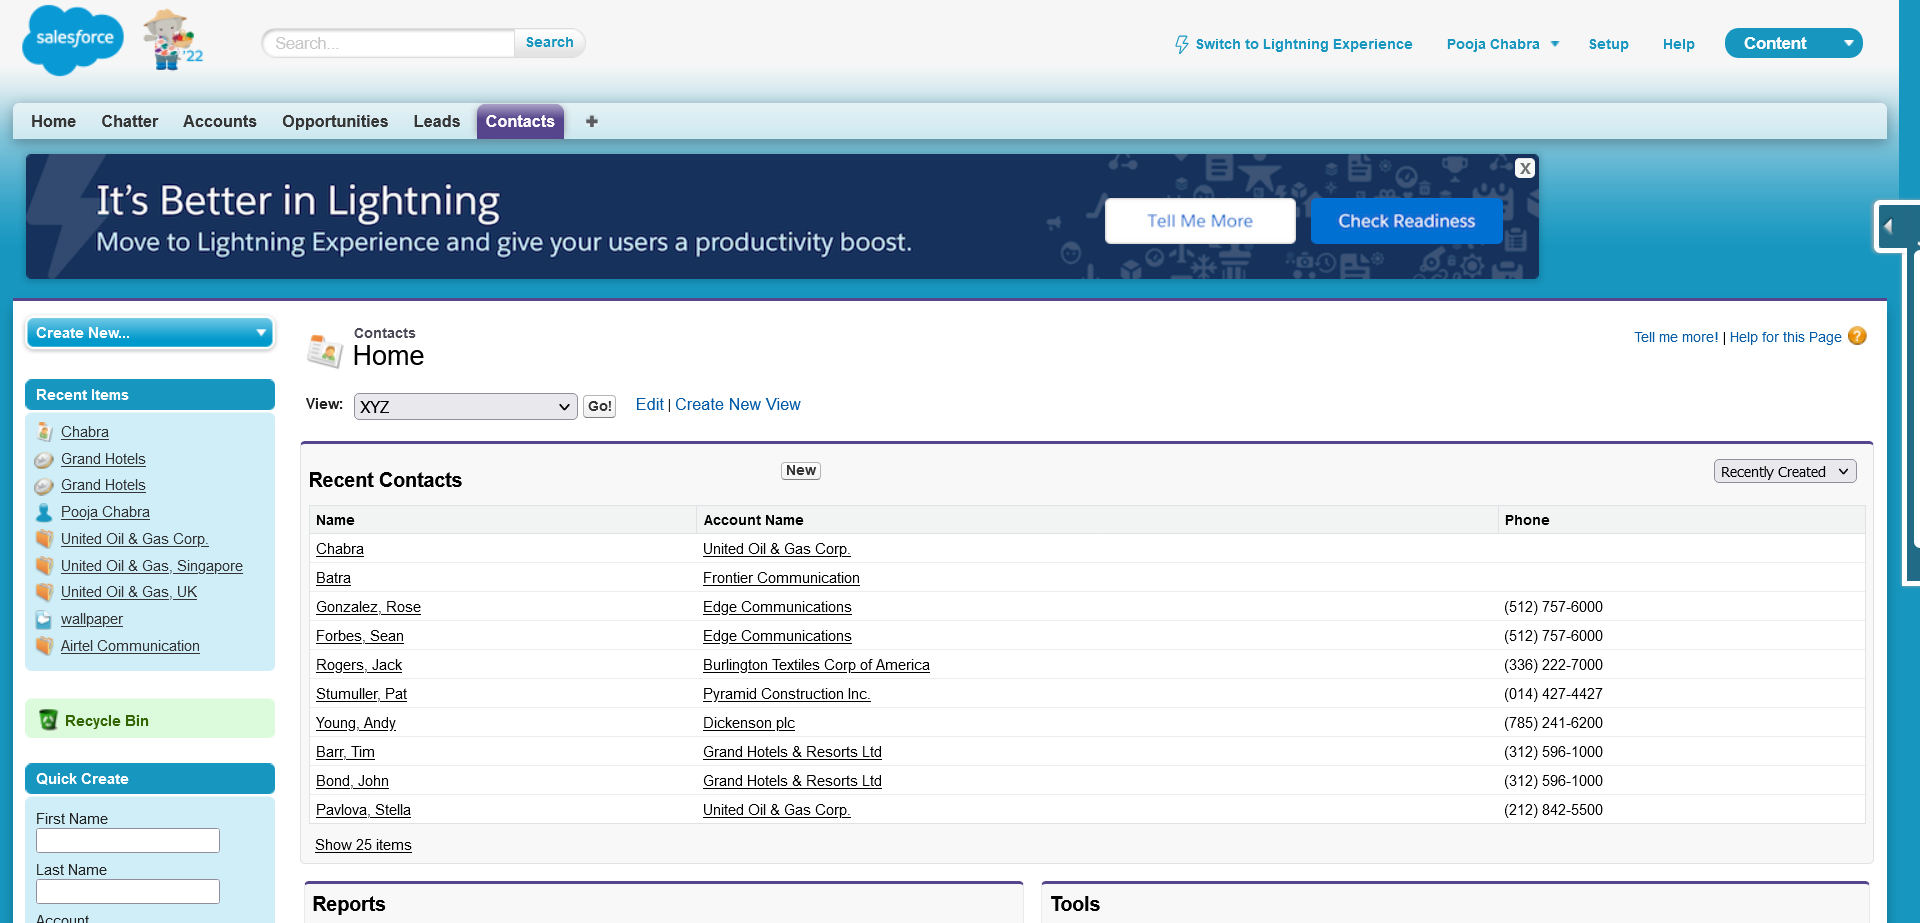 salesforce
'22
Search...
Search
Switch to Lightning Experience
Pooja Chabra
Setup
Help
Content
Home
Chatter
Accounts
Opportunities
Leads
Contacts
+
It's Better in Lightning
Move to Lightning Experience and give your users a productivity boost.
Tell Me More
Check Readiness
X
Create New...
Contacts
Home
Tell me more! | Help for this Page
?
View:
XYZ
Go!
Edit | Create New View
Recent Items
Chabra
Grand Hotels
Grand Hotels
Pooja Chabra
United Oil & Gas Corp.
United Oil & Gas, Singapore
United Oil & Gas, UK
wallpaper
Airtel Communication
Recycle Bin
Quick Create
First Name
Last Name
Account
Recent Contacts
New
Recently Created
Name Account Name Phone
Chabra United Oil & Gas Corp.
Batra Frontier Communication
Gonzalez, Rose Edge Communications (512) 757-6000
Forbes, Sean Edge Communications (512) 757-6000
Rogers, Jack Burlington Textiles Corp of America (336) 222-7000
Stumuller, Pat Pyramid Construction Inc. (014) 427-4427
Young, Andy Dickenson plc (785) 241-6200
Barr, Tim Grand Hotels & Resorts Ltd (312) 596-1000
Bond, John Grand Hotels & Resorts Ltd (312) 596-1000
Pavlova, Stella United Oil & Gas Corp. (212) 842-5500
Show 25 items
Reports
Tools